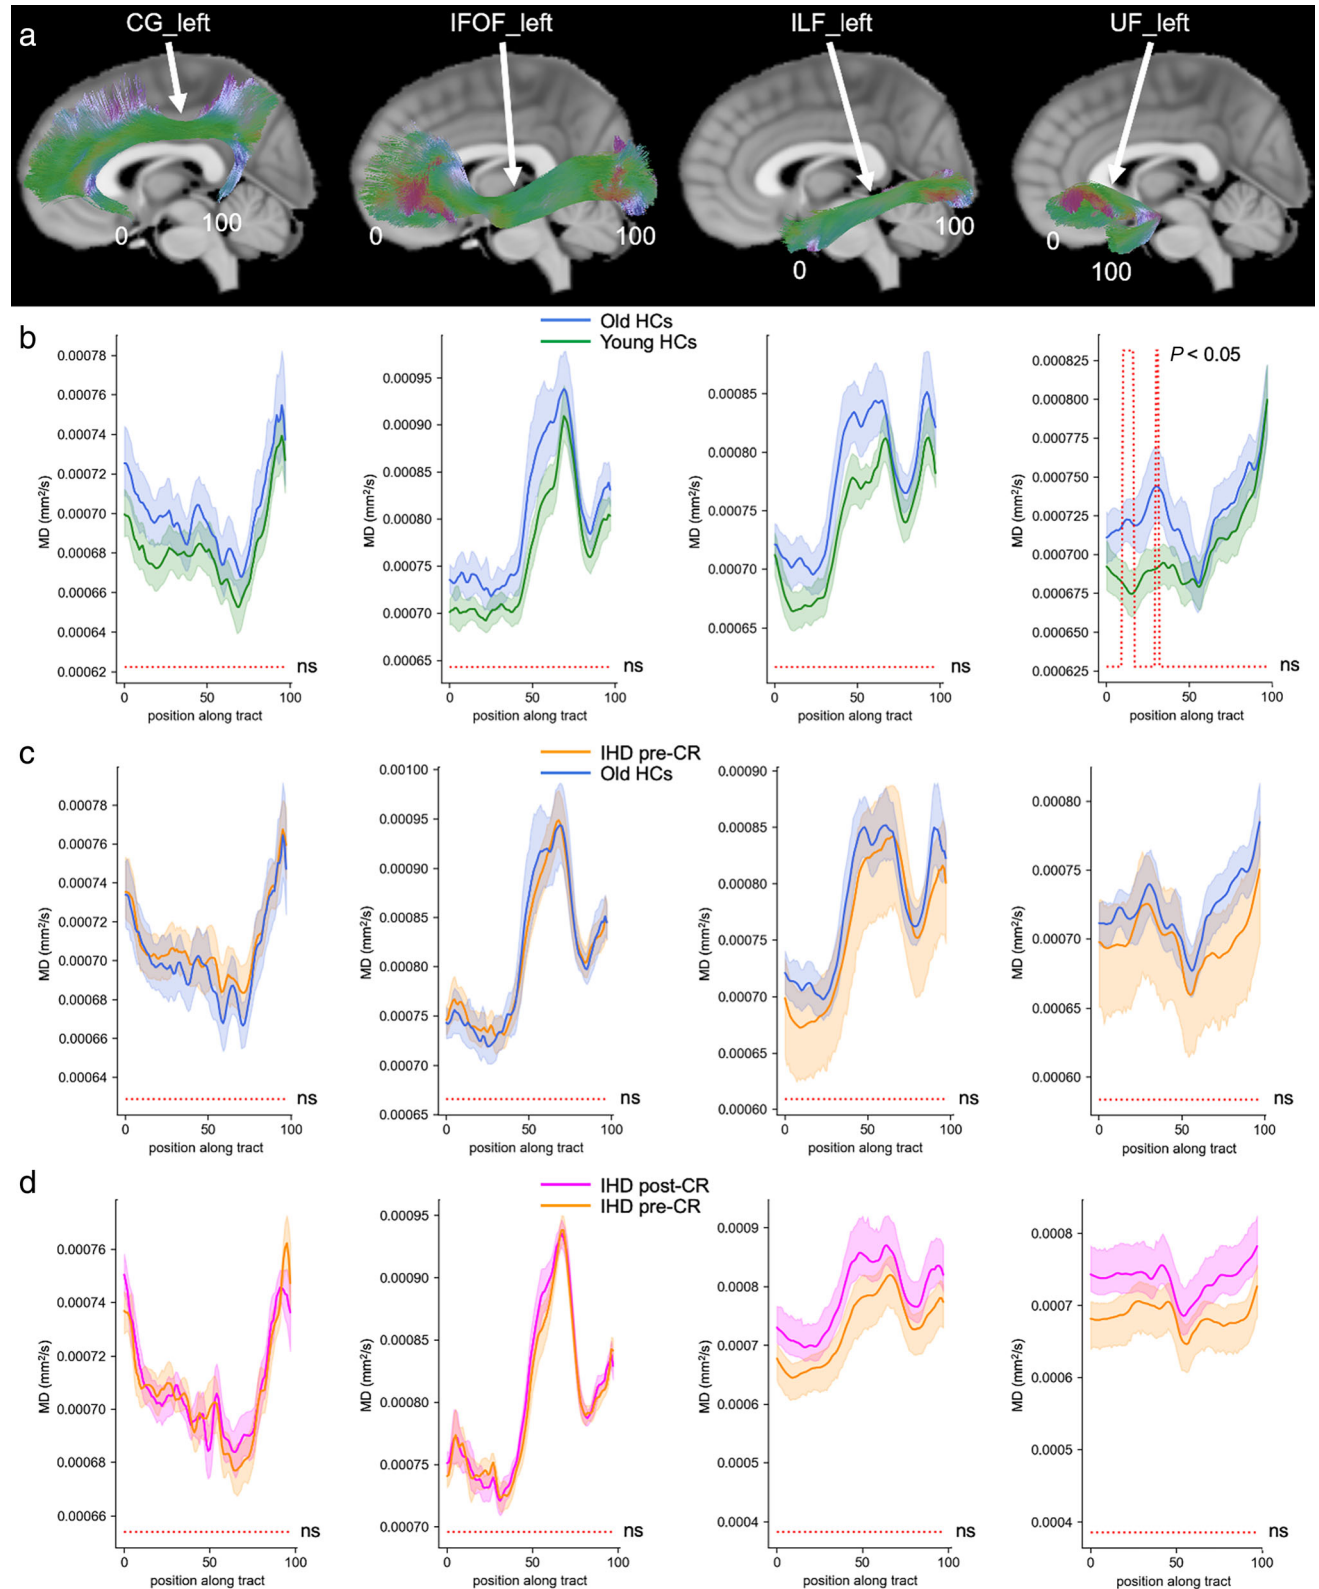 a
CG_left IFOF_left ILF_left UF_left
0 100 0 100 0 100 0 100
b
Old HCs
Young HCs
MD (mm²/s)
0.00078
0.00076
0.00074
0.00072
0.00070
0.00068
0.00066
0.00064
0.00062
ns
0 50 100
position along tract
MD (mm²/s)
0.00095
0.00090
0.00085
0.00080
0.00075
0.00070
0.00065
ns
0 50 100
position along tract
MD (mm²/s)
0.00085
0.00080
0.00075
0.00070
0.00065
ns
0 50 100
position along tract
MD (mm²/s)
P < 0.05
0.000825
0.000800
0.000775
0.000750
0.000725
0.000700
0.000675
0.000650
0.000625
ns
0 50 100
position along tract
c
IHD pre-CR
Old HCs
MD (mm²/s)
0.00078
0.00076
0.00074
0.00072
0.00070
0.00068
0.00066
0.00064
ns
0 50 100
position along tract
MD (mm²/s)
0.00100
0.00095
0.00090
0.00085
0.00080
0.00075
0.00070
0.00065
ns
0 50 100
position along tract
MD (mm²/s)
0.00090
0.00085
0.00080
0.00075
0.00070
0.00065
0.00060
ns
0 50 100
position along tract
MD (mm²/s)
0.00080
0.00075
0.00070
0.00065
0.00060
ns
0 50 100
position along tract
d
IHD post-CR
IHD pre-CR
MD (mm²/s)
0.00076
0.00074
0.00072
0.00070
0.00068
0.00066
ns
0 50 100
position along tract
MD (mm²/s)
0.00095
0.00090
0.00085
0.00080
0.00075
0.00070
ns
0 50 100
position along tract
MD (mm²/s)
0.0009
0.0008
0.0007
0.0006
0.0005
0.0004
ns
0 50 100
position along tract
MD (mm²/s)
0.0008
0.0007
0.0006
0.0005
0.0004
ns
0 50 100
position along tract